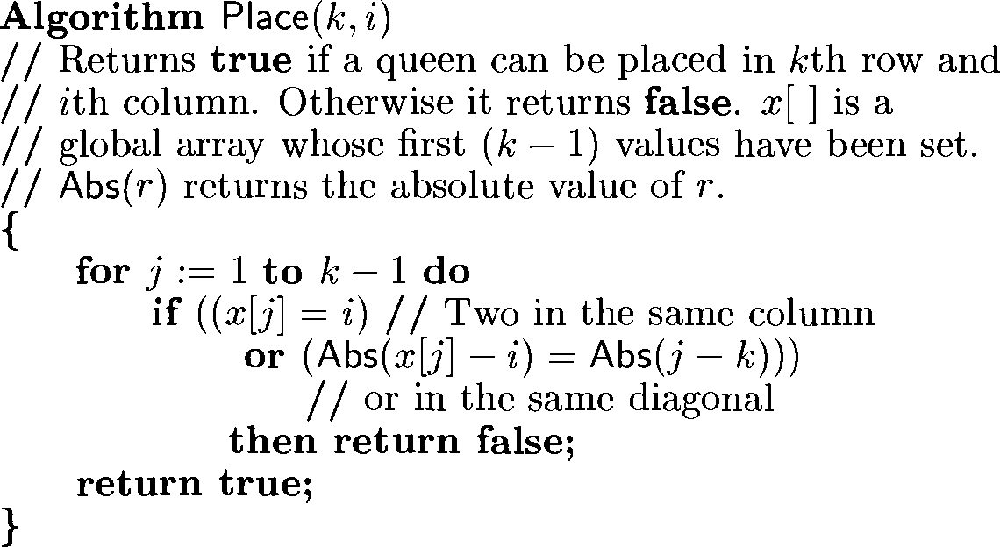 Algorithm Place(k, i)
// Returns true if a queen can be placed in kth row and
// ith column. Otherwise it returns false. x[ ] is a
// global array whose first (k − 1) values have been set.
// Abs(r) returns the absolute value of r.
{
for j := 1 to k − 1 do
if ((x[j] = i) // Two in the same column
or (Abs(x[j] − i) = Abs(j − k)))
// or in the same diagonal
then return false;
return true;
}